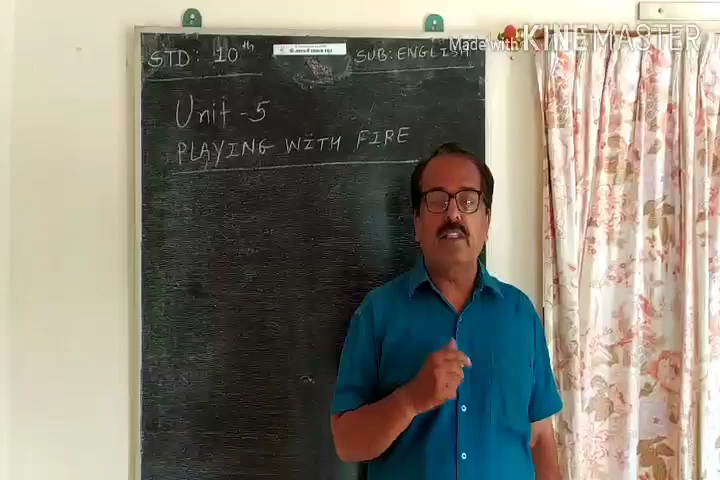 STD: 10th
SUB: ENGLISH
Made with KINEMASTER
Unit - 5
PLAYING WITH FIRE